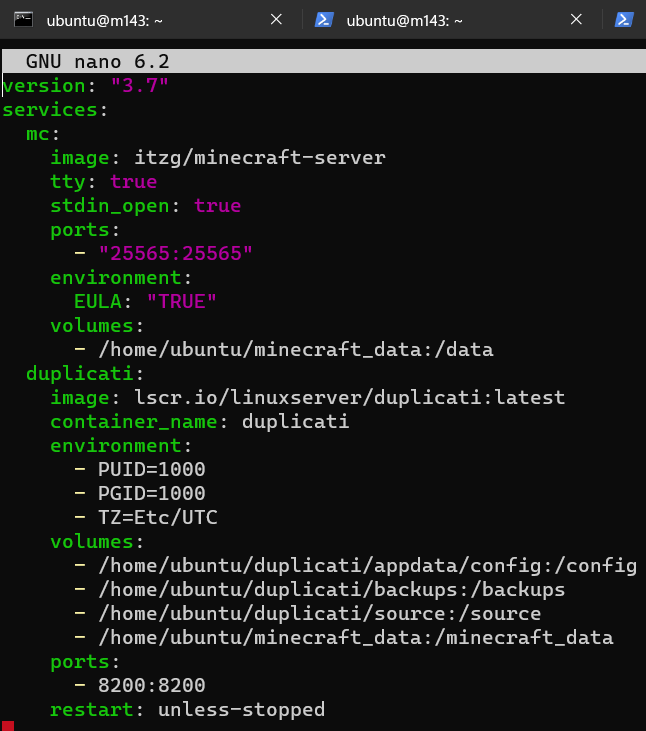 ubuntu@m143: ~
ubuntu@m143: ~
GNU nano 6.2
version: "3.7"
services:
  mc:
    image: itzg/minecraft-server
    tty: true
    stdin_open: true
    ports:
      - "25565:25565"
    environment:
      EULA: "TRUE"
    volumes:
      - /home/ubuntu/minecraft_data:/data
  duplicati:
    image: lscr.io/linuxserver/duplicati:latest
    container_name: duplicati
    environment:
      - PUID=1000
      - PGID=1000
      - TZ=Etc/UTC
    volumes:
      - /home/ubuntu/duplicati/appdata/config:/config
      - /home/ubuntu/duplicati/backups:/backups
      - /home/ubuntu/duplicati/source:/source
      - /home/ubuntu/minecraft_data:/minecraft_data
    ports:
      - 8200:8200
    restart: unless-stopped